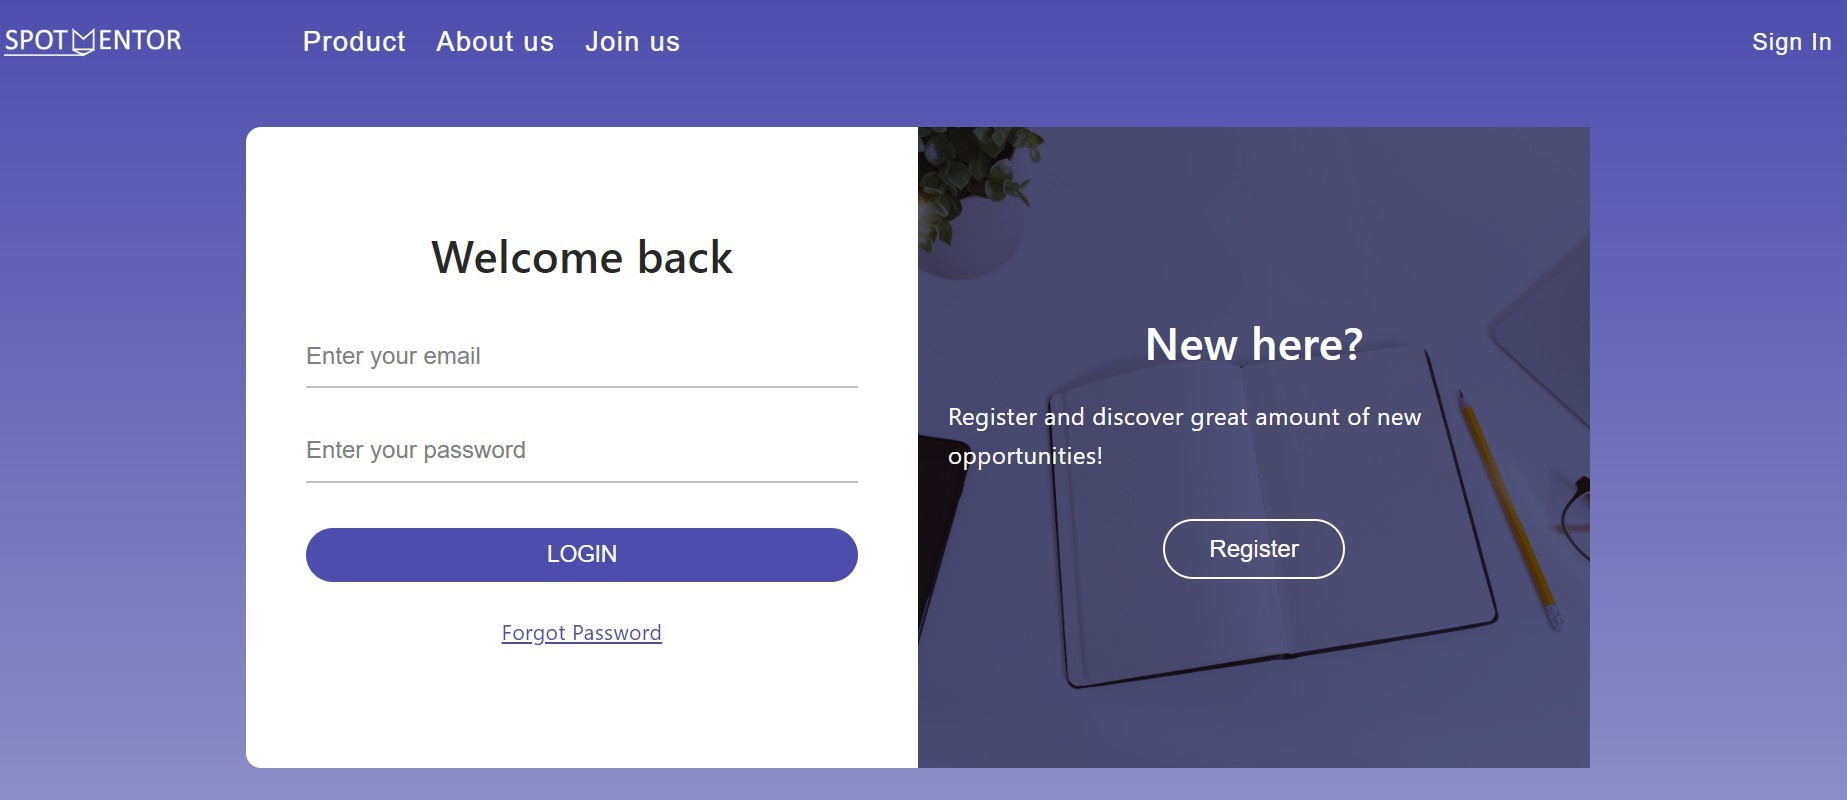 SPOTMENTOR
Product
About us
Join us
Sign In
Welcome back
Enter your email
Enter your password
LOGIN
Forgot Password
New here?
Register and discover great amount of new
opportunities!
Register